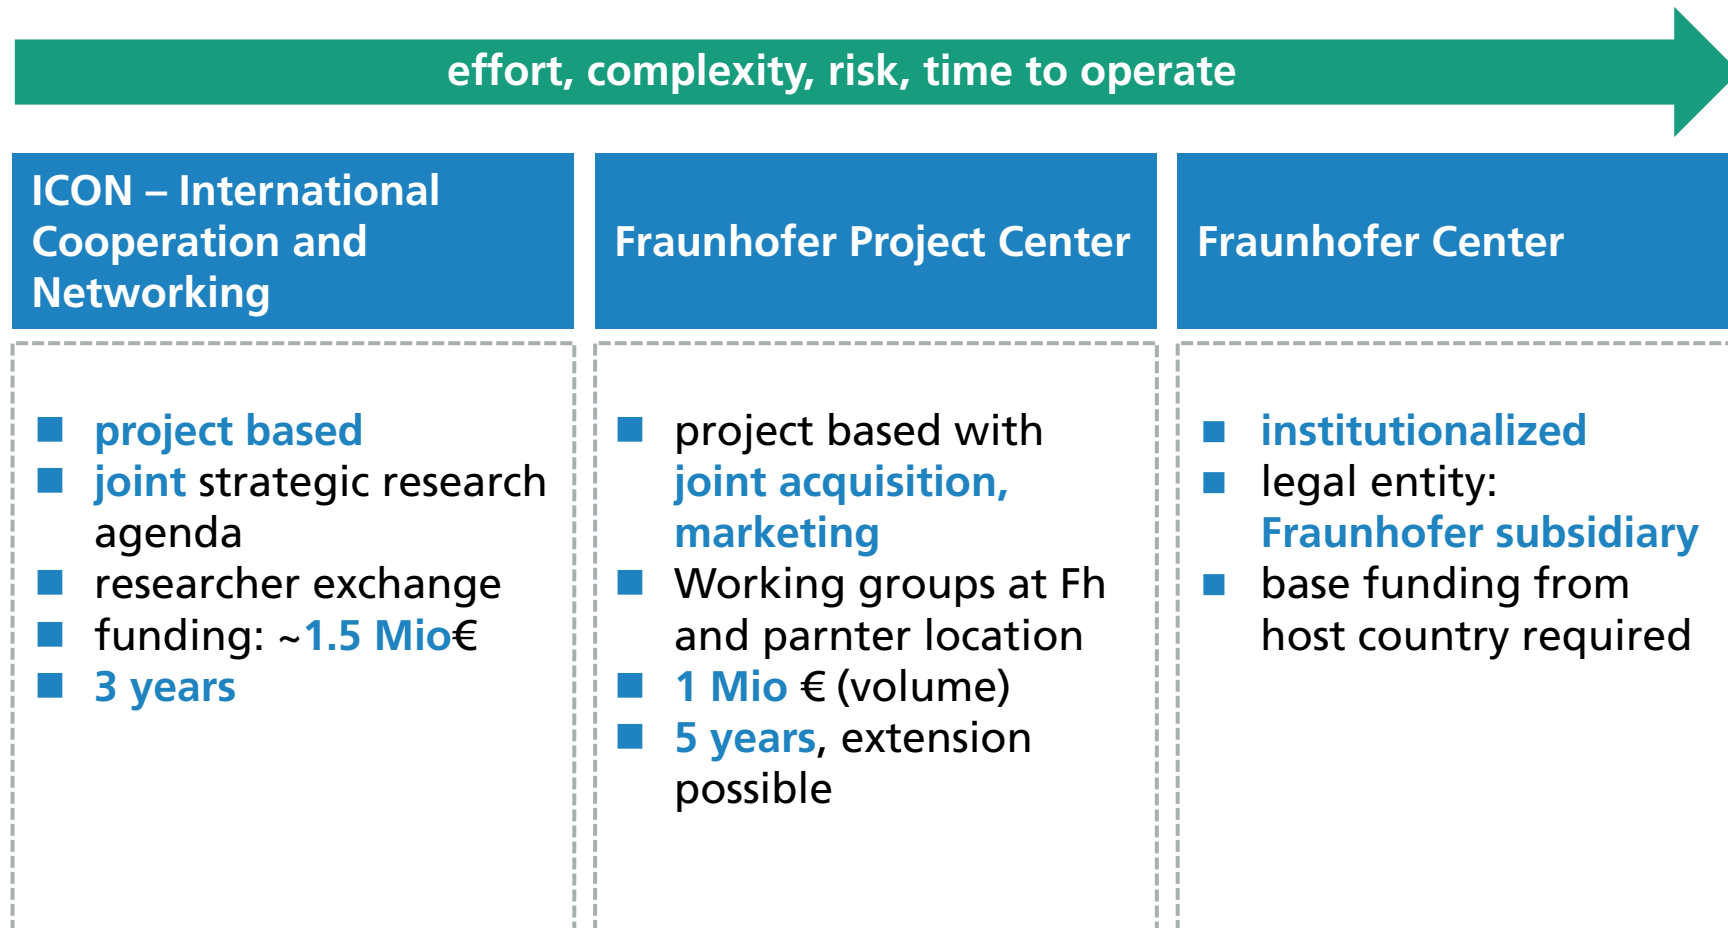 effort, complexity, risk, time to operate
ICON – International
Cooperation and
Networking
project based
joint strategic research
agenda
researcher exchange
funding: ~1.5 Mio€
3 years
Fraunhofer Project Center
project based with
joint acquisition,
marketing
Working groups at Fh
and parnter location
1 Mio € (volume)
5 years, extension
possible
Fraunhofer Center
institutionalized
legal entity:
Fraunhofer subsidiary
base funding from
host country required